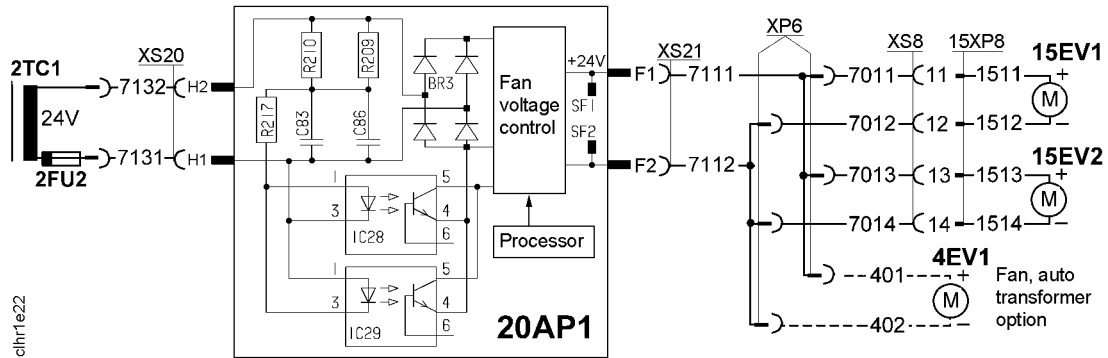 XP6
XS20
XS21
XS8
15XP8
15EV1
2TC1
24V
7132
H2
7131
H1
2FU2
R210
R209
R217
C83
C86
BR3
Fan
voltage
control
+24V
SF1
SF2
F1
7111
F2
7112
7011
11
1511
+
M
−
7012
12
1512
15EV2
7013
13
1513
+
M
−
7014
14
1514
1
3
5
4
6
IC28
Processor
1
3
5
4
6
IC29
20AP1
4EV1
401
+
M
−
402
Fan, auto
transformer
option
clhr1e22